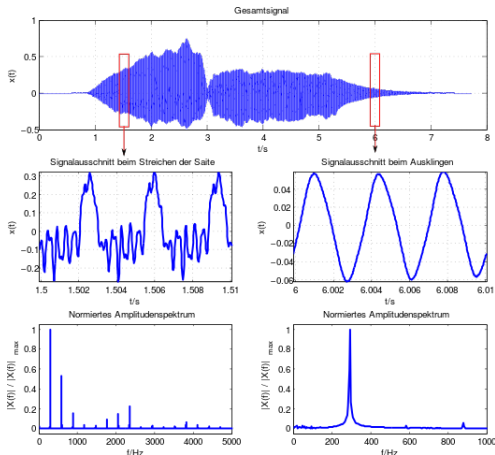 Gesamtsignal
1
0.5
0
−0.5
x(t)
0 1 2 3 4 5 6 7 8
t/s
Signalausschnitt beim Streichen der Saite
0.3
0.2
0.1
0
−0.1
−0.2
x(t)
1.5 1.502 1.504 1.506 1.508 1.51
t/s
Signalausschnitt beim Ausklingen
0.04
0.02
0
−0.02
−0.04
−0.06
x(t)
6 6.002 6.004 6.006 6.008 6.01
t/s
Normiertes Amplitudenspektrum
1
0.8
0.6
0.4
0.2
0
|X(f)| / |X(f)|max
0 1000 2000 3000 4000 5000
f/Hz
Normiertes Amplitudenspektrum
1
0.8
0.6
0.4
0.2
0
|X(f)| / |X(f)|max
0 200 400 600 800 1000
f/Hz